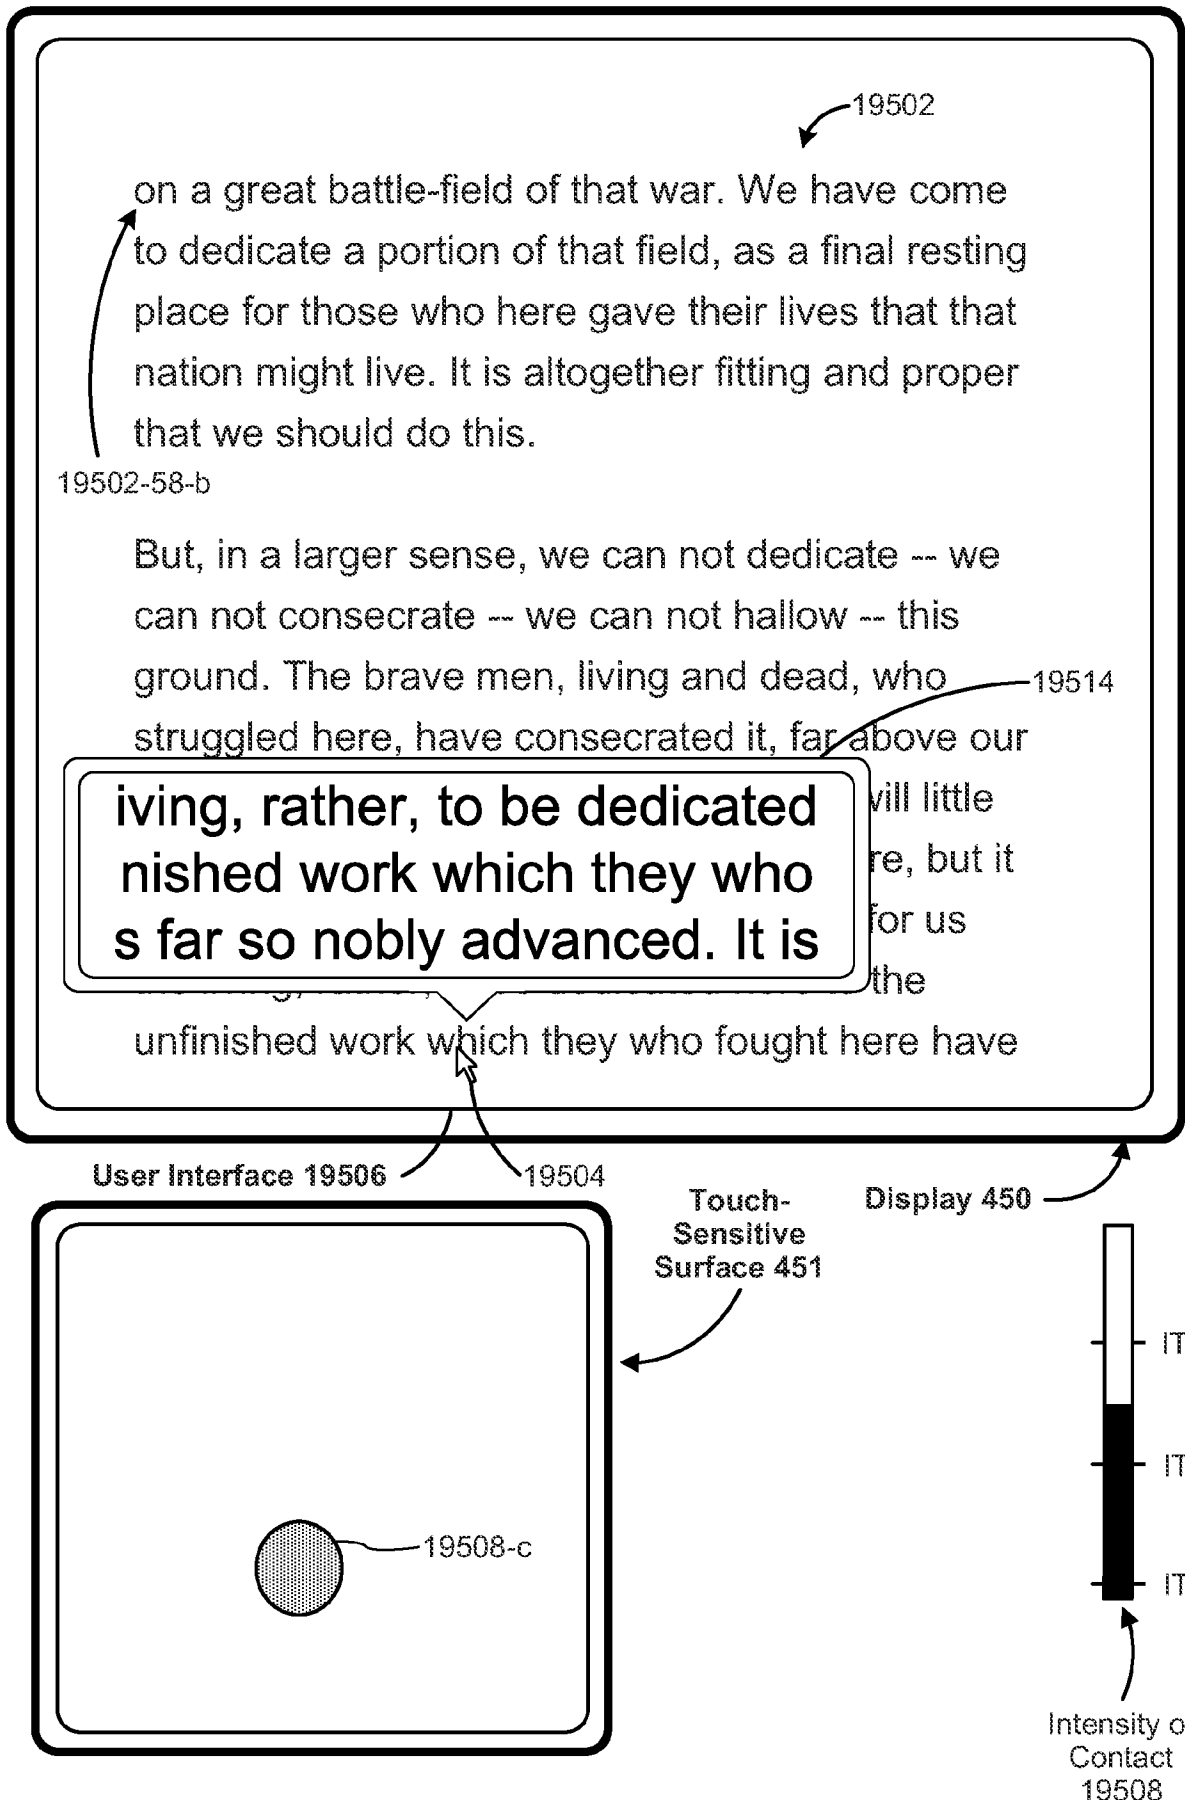 19502
on a great battle-field of that war. We have come
to dedicate a portion of that field, as a final resting
place for those who here gave their lives that that
nation might live. It is altogether fitting and proper
that we should do this.
19502-58-b
But, in a larger sense, we can not dedicate -- we
can not consecrate -- we can not hallow -- this
ground. The brave men, living and dead, who
19514
struggled here, have consecrated it, far above our
iving, rather, to be dedicated
nished work which they who
s far so nobly advanced. It is
vill little
re, but it
for us
the
unfinished work which they who fought here have
User Interface 19506
19504
Touch-
Sensitive
Surface 451
Display 450
IT
IT
IT
19508-c
Intensity o
Contact
19508